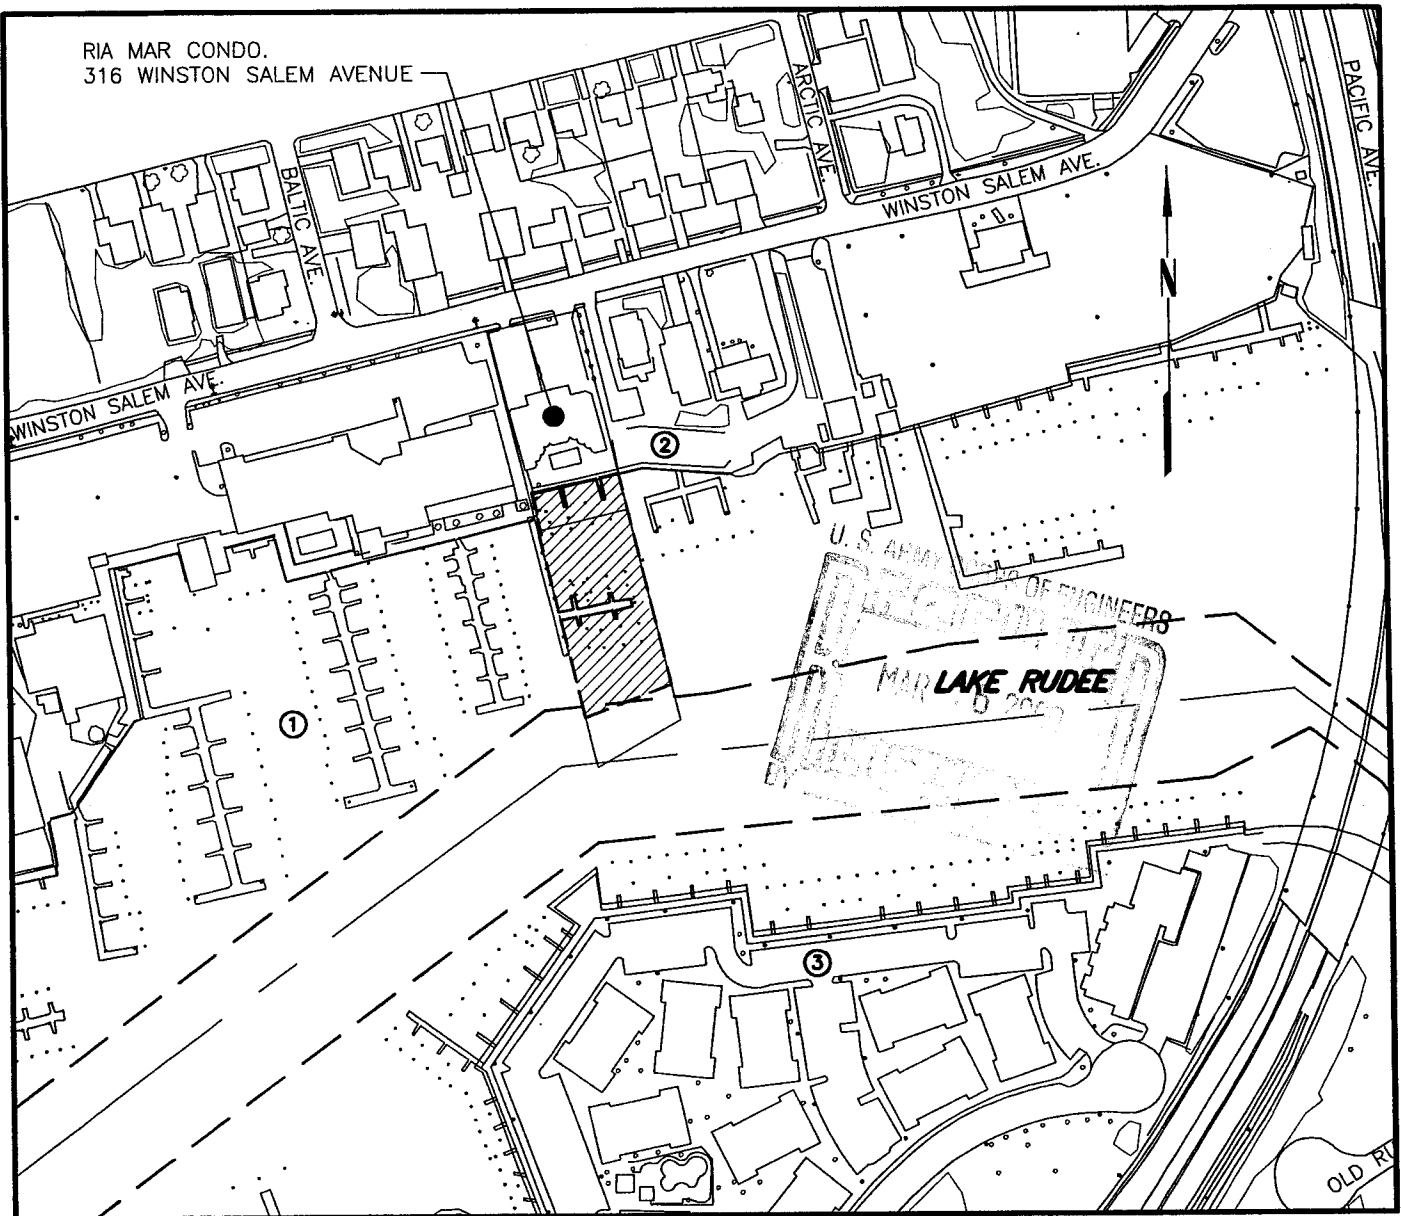 RIA MAR CONDO.
316 WINSTON SALEM AVENUE
PACIFIC AVE.
ARCTIC AVE.
BALTIC AVE.
WINSTON SALEM AVE.
N
WINSTON SALEM AVE.
2
U. S. ARMY OF ENGINEERS
LAKE RUDEE
MAR
1
3
OLD